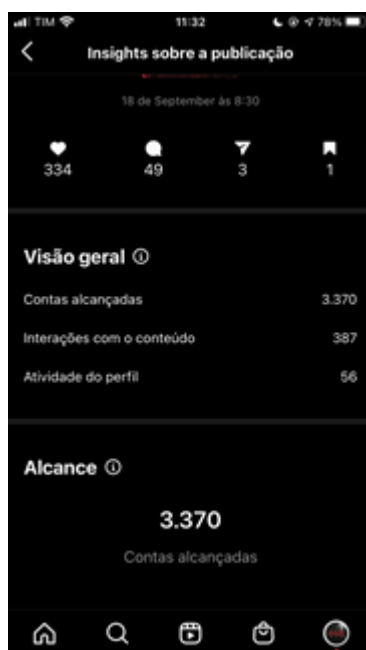 TIM 11:32 78%
Insights sobre a publicação
18 de September às 8:30
334 49 3 1
Visão geral
Contas alcançadas 3.370
Interações com o conteúdo 387
Atividade do perfil 56
Alcance
3.370
Contas alcançadas